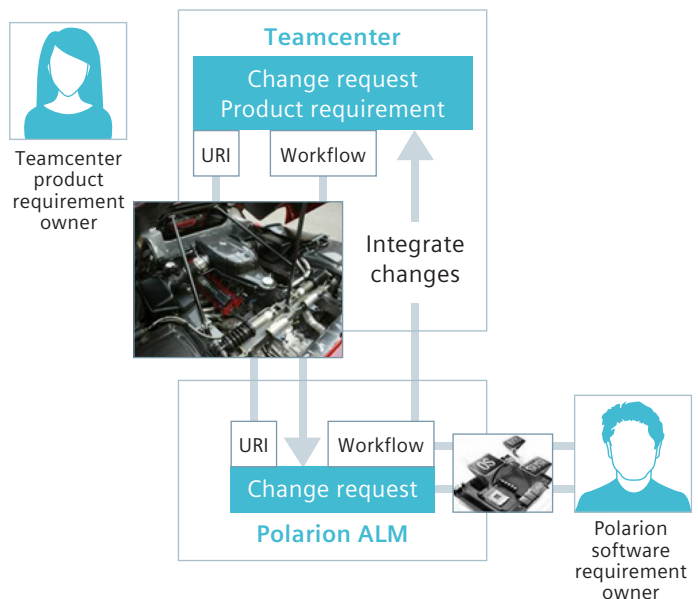 Teamcenter
Change request
Product requirement
URI
Workflow
Teamcenter
product
requirement
owner
Integrate
changes
URI
Workflow
Change request
Polarion ALM
Polarion
software
requirement
owner